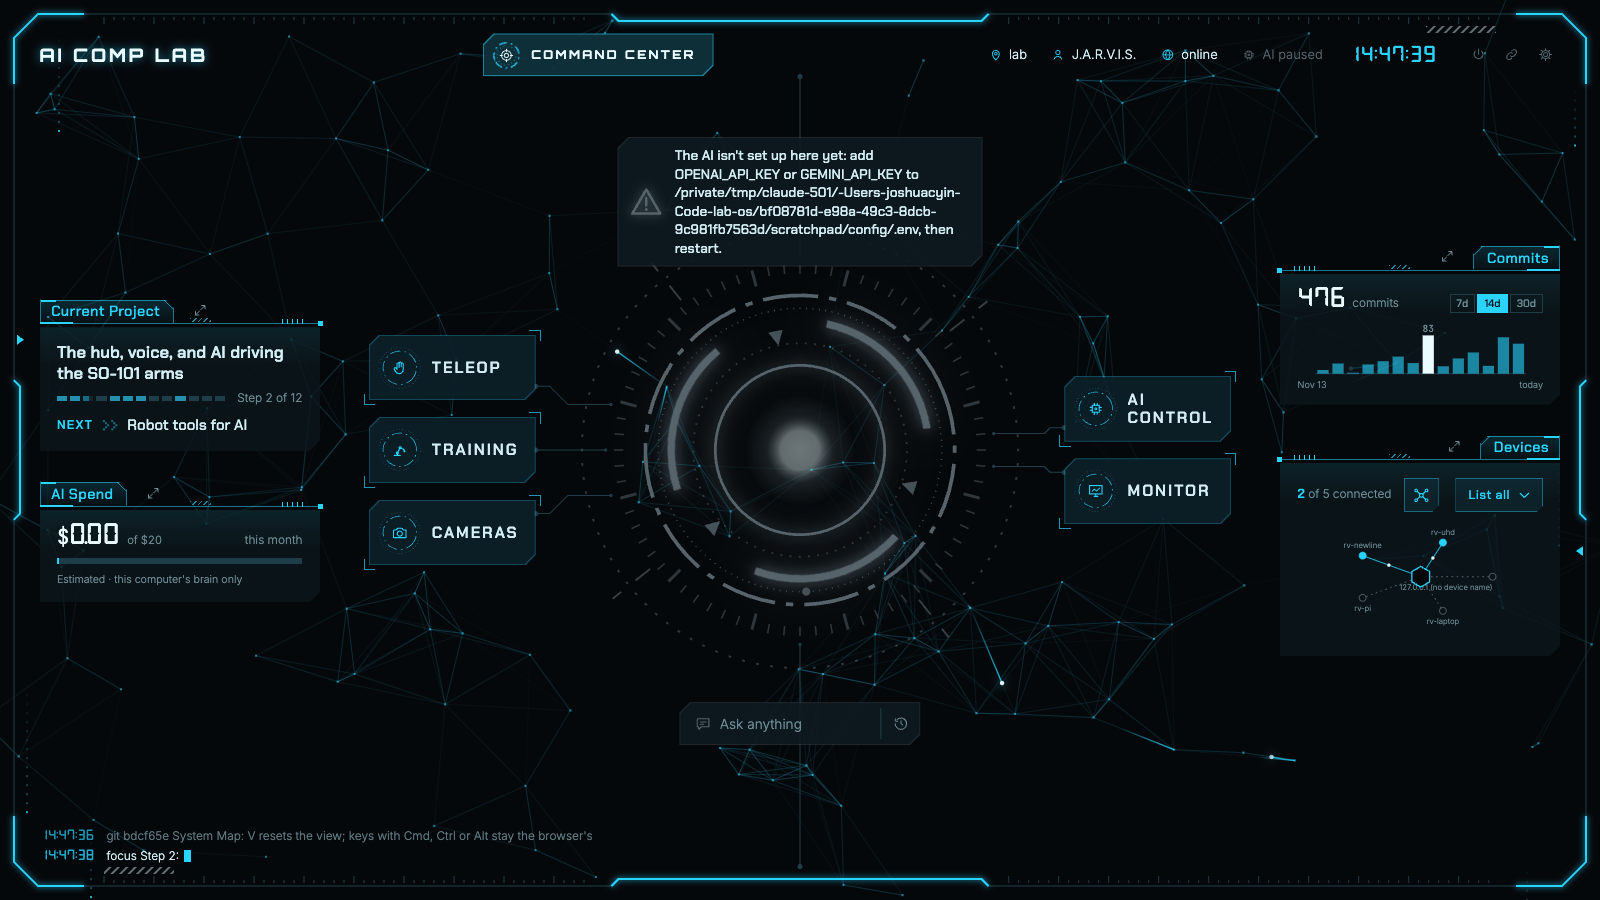 AI COMP LAB
COMMAND CENTER
lab
J.A.R.V.I.S.
online
AI paused
14:47:39
The AI isn't set up here yet: add
OPENAI_API_KEY or GEMINI_API_KEY to
/private/tmp/claude-501/-Users-joshuacyin-
Code-lab-os/bf08781d-e98a-49c3-8dcb-
9c981fb7563d/scratchpad/config/.env, then
restart.
Current Project
The hub, voice, and AI driving
the SO-101 arms
Step 2 of 12
NEXT Robot tools for AI
AI Spend
$0.00 of $20
this month
Estimated · this computer's brain only
TELEOP
TRAINING
CAMERAS
AI
CONTROL
MONITOR
Commits
476 commits
7d 14d 30d
83
Nov 13
today
Devices
2 of 5 connected
List all
rv-uhd
rv-newline
127.0.0.1 (no device name)
rv-pi
rv-laptop
Ask anything
14:47:36 git bdcf65e System Map: V resets the view; keys with Cmd, Ctrl or Alt stay the browser's
14:47:38 focus Step 2: